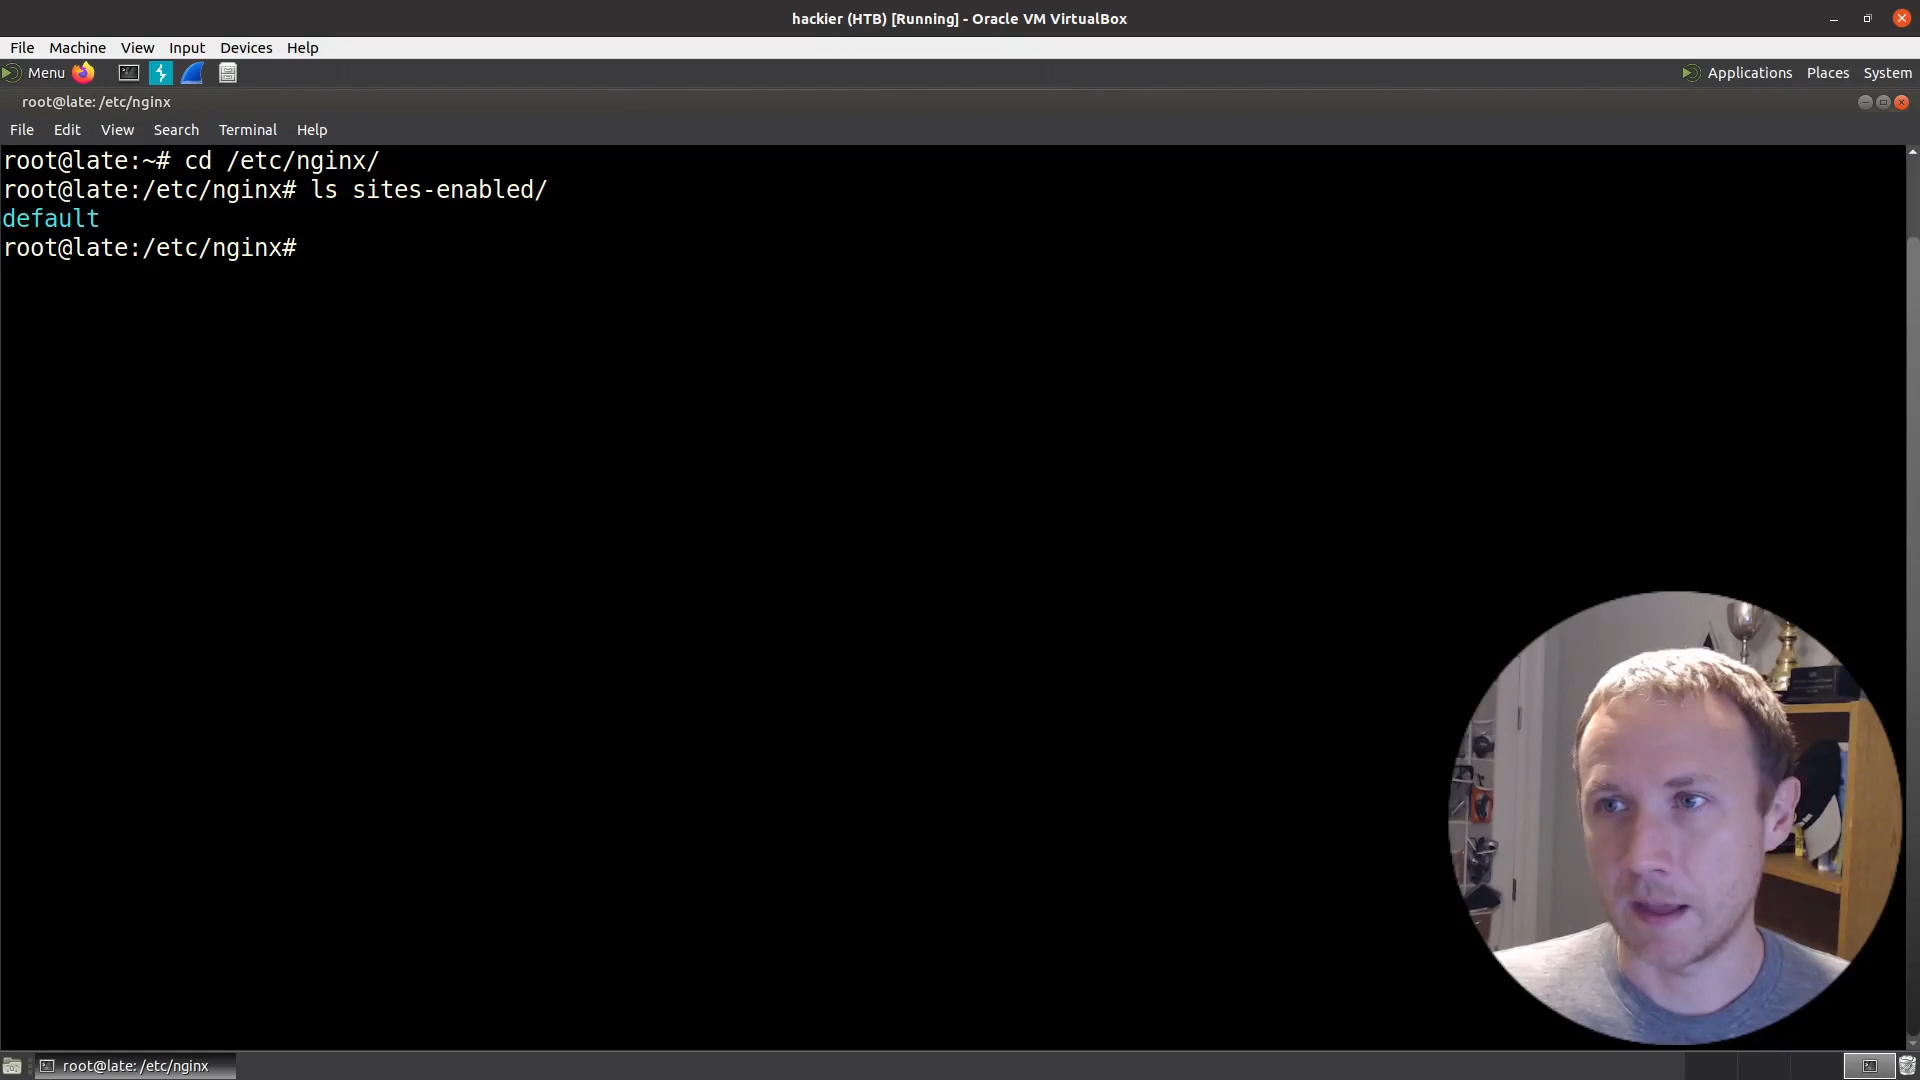 hackier (HTB) [Running] - Oracle VM VirtualBox
File Machine View Input Devices Help
Menu Applications Places System
root@late: /etc/nginx
File Edit View Search Terminal Help
root@late:~# cd /etc/nginx/
root@late:/etc/nginx# ls sites-enabled/
default
root@late:/etc/nginx#
root@late: /etc/nginx